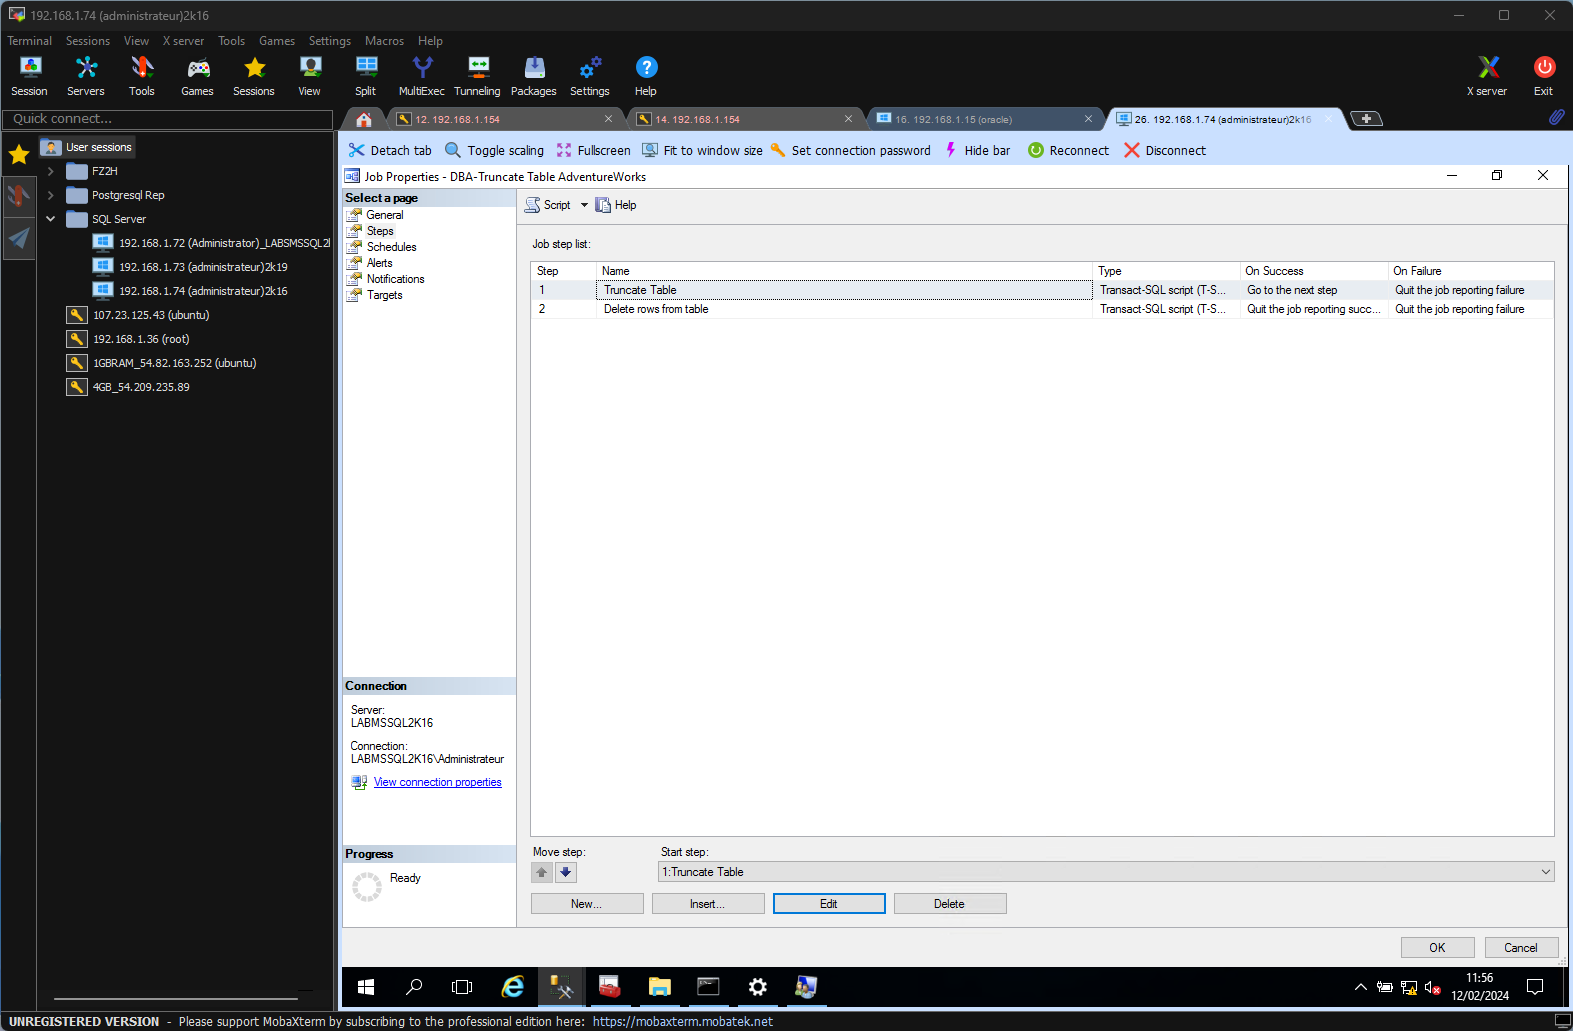 192.168.1.74 (administrateur)2k16
Terminal Sessions View X server Tools Games Settings Macros Help
Session Servers Tools Games Sessions View Split MultiExec Tunneling Packages Settings Help X server Exit
Quick connect...
12. 192.168.1.154
14. 192.168.1.154
16. 192.168.1.15 (oracle)
26. 192.168.1.74 (administrateur)2k16
Detach tab Toggle scaling Fullscreen Fit to window size Set connection password Hide bar Reconnect Disconnect
User sessions
FZ2H
Postgresql Rep
SQL Server
192.168.1.72 (Administrator)_LABSMSSQL2
192.168.1.73 (administrateur)2k19
192.168.1.74 (administrateur)2k16
107.23.125.43 (ubuntu)
192.168.1.36 (root)
1GBRAM_54.82.163.252 (ubuntu)
4GB_54.209.235.89
Job Properties - DBA-Truncate Table AdventureWorks
Select a page
General
Steps
Schedules
Alerts
Notifications
Targets
Script Help
Job step list:
Step Name Type On Success On Failure
1 Truncate Table Transact-SQL script (T-S... Go to the next step Quit the job reporting failure
2 Delete rows from table Transact-SQL script (T-S... Quit the job reporting succ... Quit the job reporting failure
Connection
Server:
LABMSSQL2K16
Connection:
LABMSSQL2K16\Administrateur
View connection properties
Progress
Ready
Move step: Start step:
1:Truncate Table
New... Insert... Edit Delete
OK Cancel
11:56
12/02/2024
UNREGISTERED VERSION - Please support MobaXterm by subscribing to the professional edition here: https://mobaxterm.mobatek.net